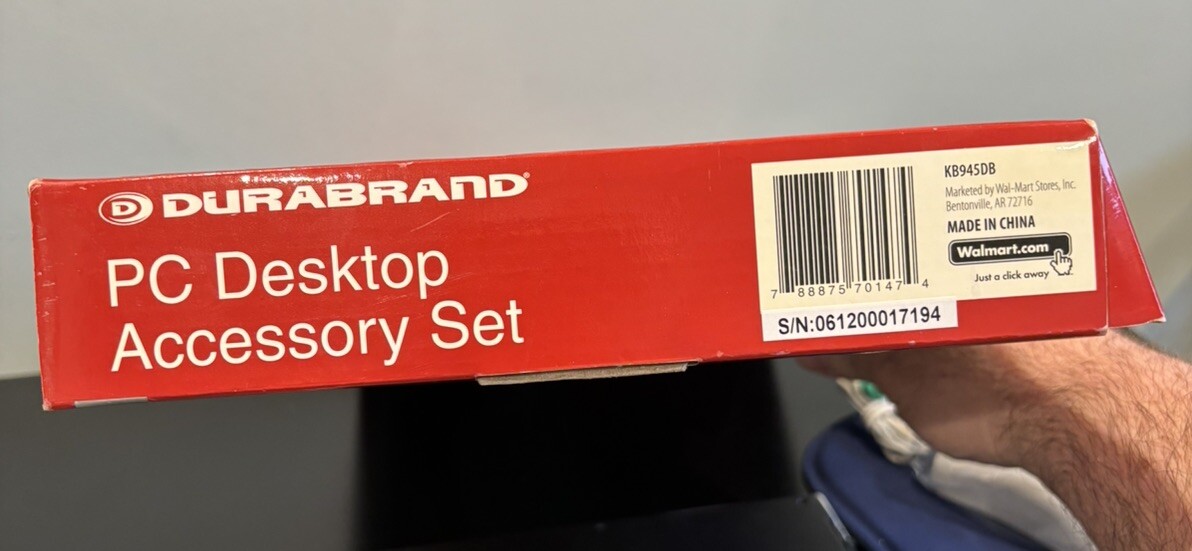 D DURABRAND®
PC Desktop
Accessory Set
7 88875 70147 4
S/N:061200017194
KB945DB
Marketed by Wal-Mart Stores, Inc.
Bentonville, AR 72716
MADE IN CHINA
Walmart.com
Just a click away